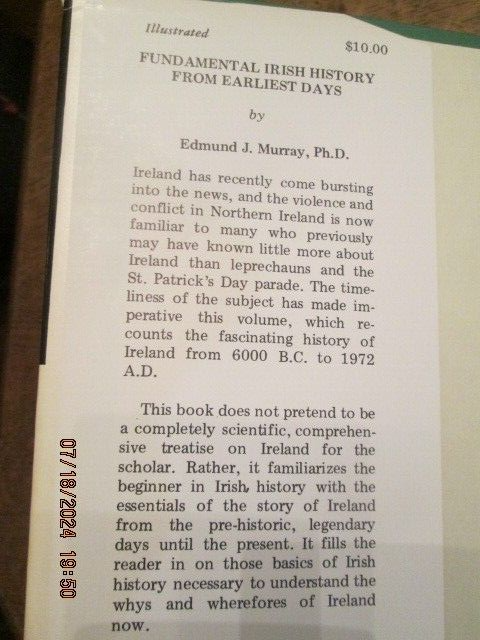 Illustrated
$10.00
FUNDAMENTAL IRISH HISTORY
FROM EARLIEST DAYS
by
Edmund J. Murray, Ph.D.
Ireland has recently come bursting
into the news, and the violence and
conflict in Northern Ireland is now
familiar to many who previously
may have known little more about
Ireland than leprechauns and the
St. Patrick's Day parade. The time-
liness of the subject has made im-
perative this volume, which re-
counts the fascinating history of
Ireland from 6000 B.C. to 1972
A.D.
This book does not pretend to be
a completely scientific, comprehen-
sive treatise on Ireland for the
scholar. Rather, it familiarizes the
beginner in Irish history with the
essentials of the story of Ireland
from the pre-historic, legendary
days until the present. It fills the
reader in on those basics of Irish
history necessary to understand the
whys and wherefores of Ireland
now.
07/18/2024 19:50